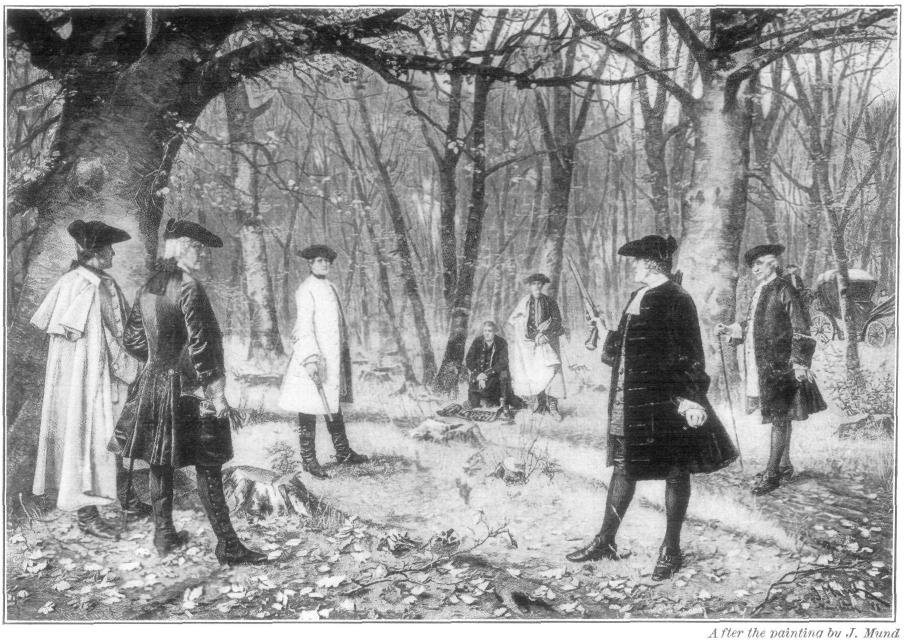 After the painting by J. Mund